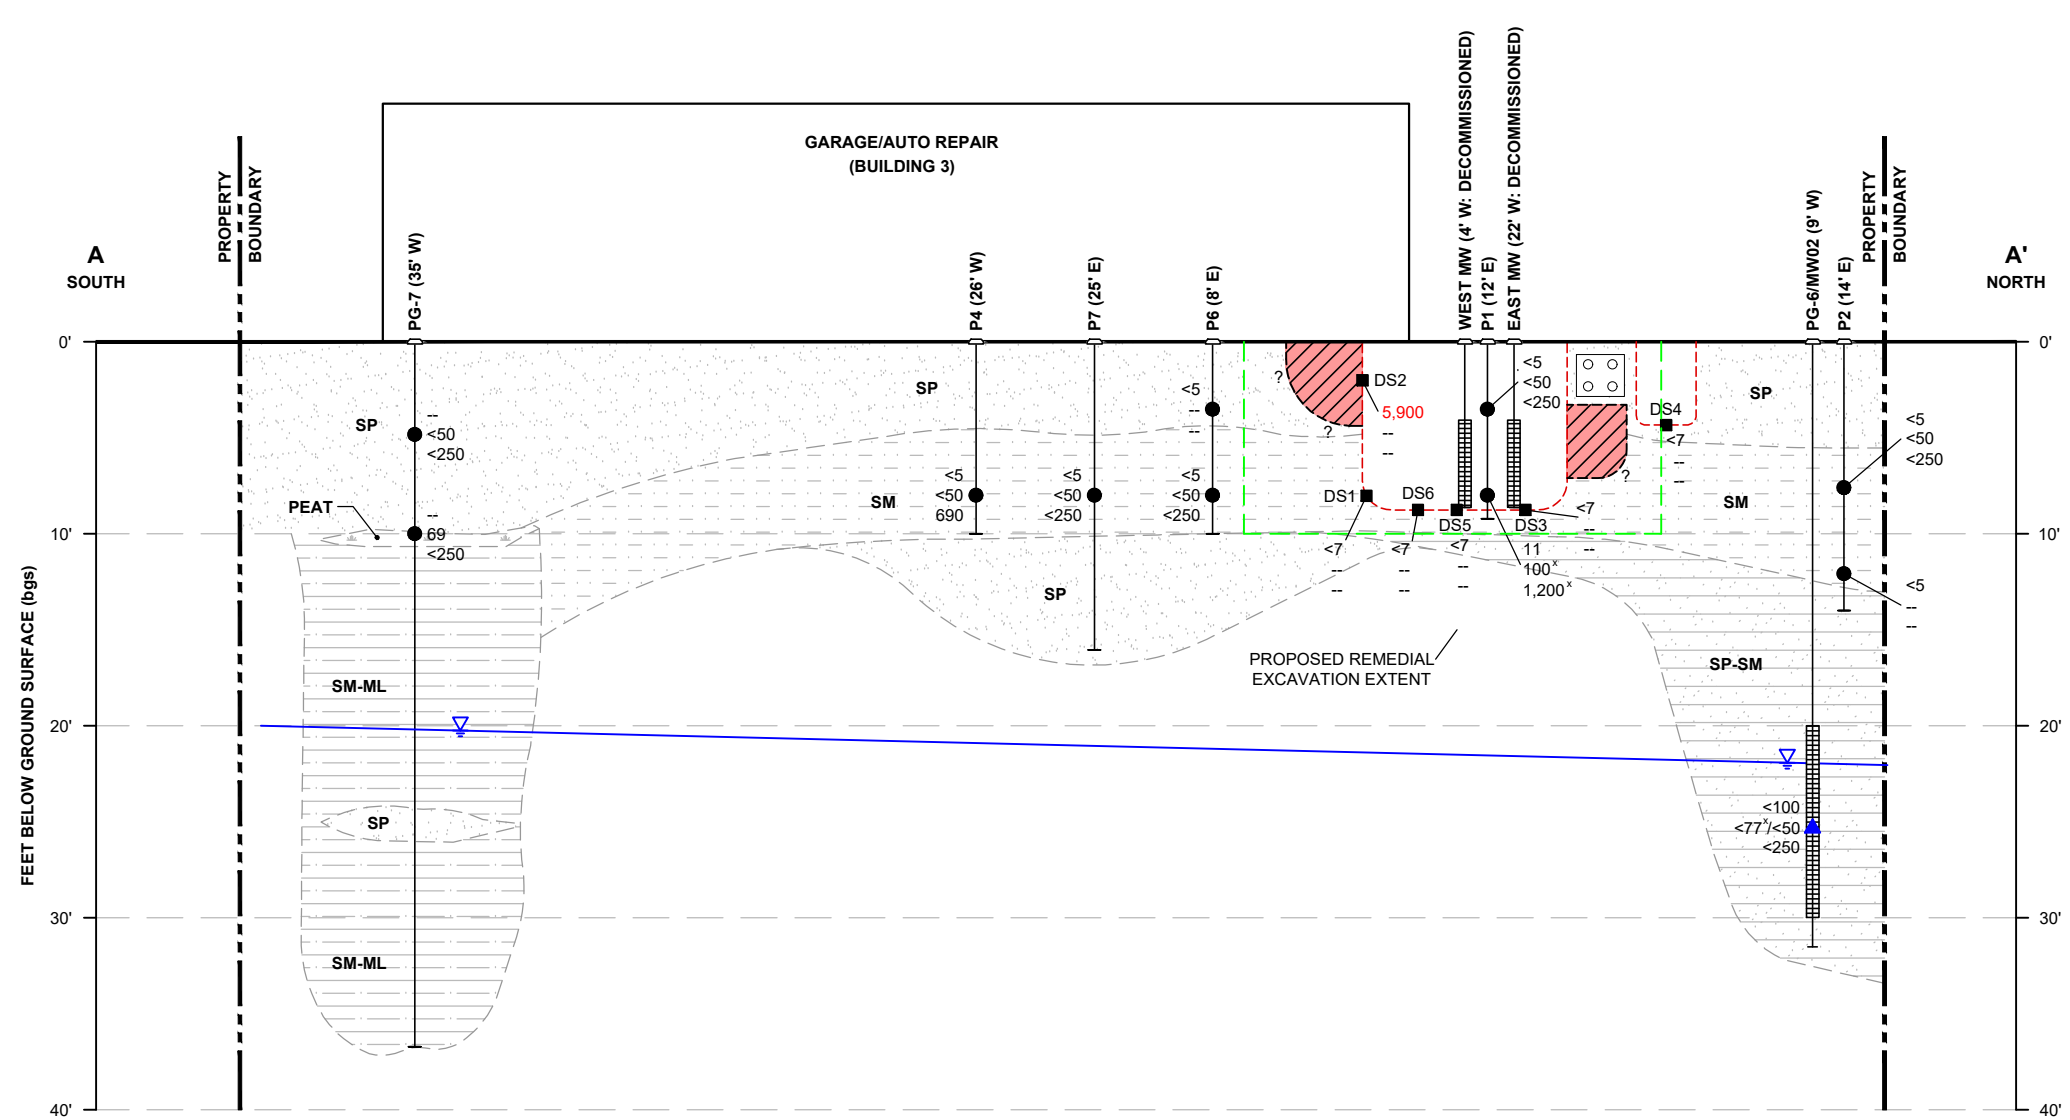 GARAGE/AUTO REPAIR
(BUILDING 3)
A
SOUTH
PROPERTY
BOUNDARY
PG-7 (35' W)
P4 (26' W)
P7 (25' E)
P6 (8' E)
WEST MW (4' W: DECOMMISSIONED)
P1 (12' E)
EAST MW (22' W: DECOMMISSIONED)
PG-6/MW02 (9' W)
P2 (14' E)
PROPERTY
BOUNDARY
A'
NORTH
FEET BELOW GROUND SURFACE (bgs)
0'
10'
20'
30'
40'
0'
10'
20'
30'
40'
SP
--
<50
<250
PEAT
--
69
<250
SM-ML
SP
SM-ML
SP
SM
<5
<50
690
<5
<50
<250
<5
--
--
<5
<50
<250
SP
?
?
DS2
5,900
--
--
DS1
<7
--
--
DS6
<7
--
--
DS5
<7
--
--
<5
<50
<250
DS3
<7
--
--
11
100x
1,200x
?
DS4
<7
--
--
SP
SM
<5
<50
<250
<5
--
--
PROPOSED REMEDIAL
EXCAVATION EXTENT
SP-SM
<100
<77x/<50
<250